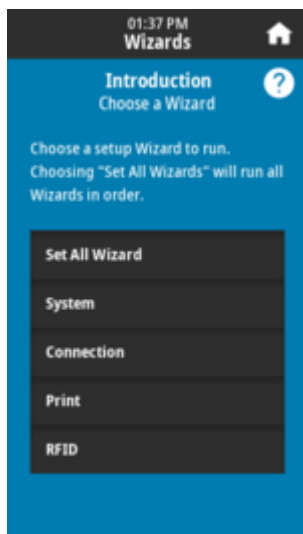 01:37 PM
Wizards
Introduction
?
Choose a Wizard
Choose a setup Wizard to run.
Choosing "Set All Wizards" will run all
Wizards in order.
Set All Wizard
System
Connection
Print
RFID